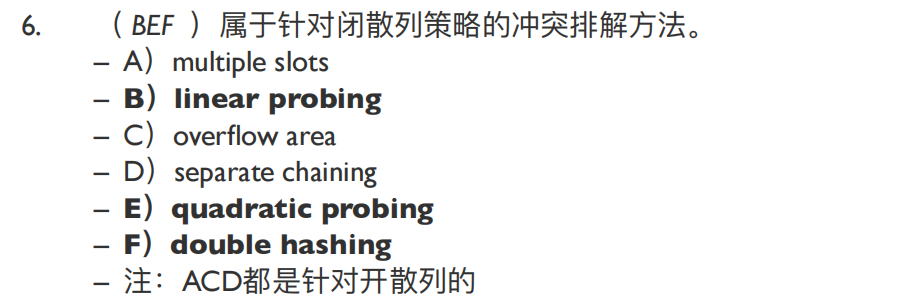 6. （ BEF ）属于针对闭散列策略的冲突排解方法。
– A）multiple slots
– B）linear probing
– C）overflow area
– D）separate chaining
– E）quadratic probing
– F）double hashing
– 注：ACD都是针对开散列的